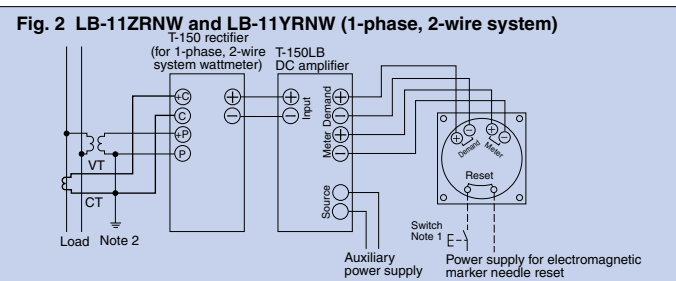 Fig. 2 LB-11ZRNW and LB-11YRNW (1-phase, 2-wire system)
T-150 rectifier
(for 1-phase, 2-wire
system wattmeter)
T-150LB
DC amplifier
+C
C
+P
P
+
−
+
−
Input
Demand
+
−
Meter
+
−
Source
+
−
Demand
+
−
Meter
Reset
VT
CT
Load
Note 2
Switch
Note 1
Auxiliary
power supply
Power supply for electromagnetic
marker needle reset